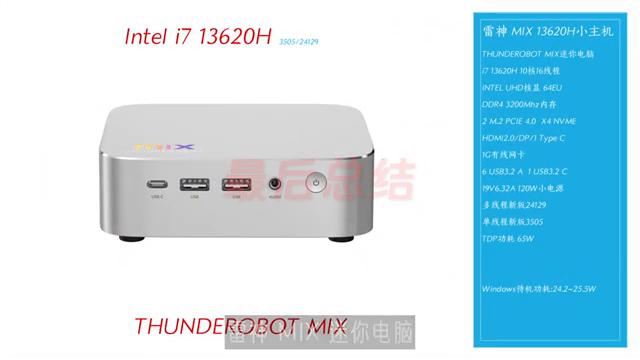 Intel i7 13620H 3505/24129
最后总结
USB-C USB USB AUDIO
THUNDEROBOT MIX
雷神 MIX 迷你电脑
雷神 MIX 13620H小主机
THUNDEROBOT MIX迷你电脑
i7 13620H 10核16线程
INTEL UHD核显 64EU
DDR4 3200Mhz内存
2 M.2 PCIE 4.0 X4 NVME
HDMI2.0/DP/1 Type C
1G有线网卡
6 USB3.2 A 1 USB3.2 C
19V6.32A 120W小电源
多线程新版24129
单线程新版3505
TDP功耗 65W
Windows待机功耗:24.2~25.5W